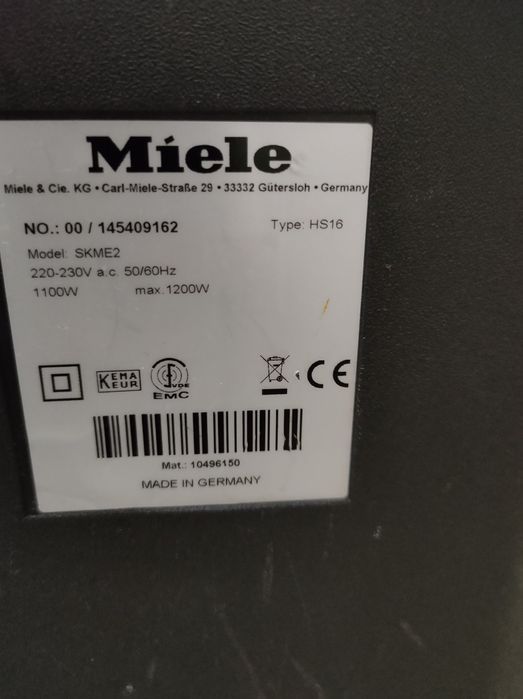 Miele
Miele & Cie. KG • Carl-Miele-Straße 29 • 33332 Gütersloh • Germany
NO.: 00 / 145409162 Type: HS16
Model: SKME2
220-230V a.c. 50/60Hz
1100W max.1200W
KEMA
KEUR
VDE
EMC
CE
Mat.: 10496150
MADE IN GERMANY